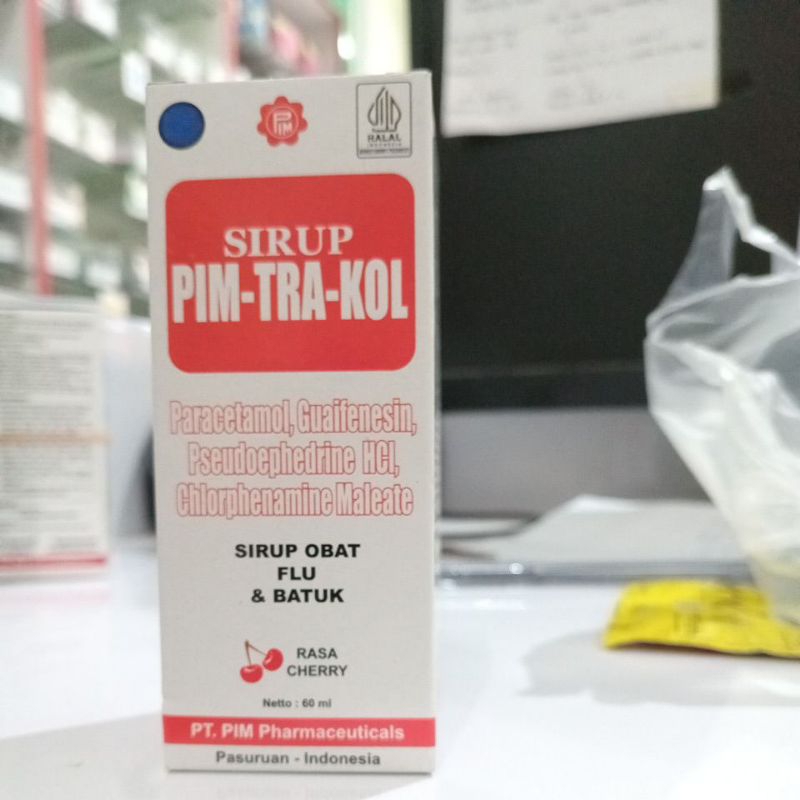 PIM
HALAL
INDONESIA
SIRUP
PIM-TRA-KOL
Paracetamol, Guaifenesin,
Pseudoephedrine HCl,
Chlorphenamine Maleate
SIRUP OBAT
FLU
& BATUK
RASA
CHERRY
Netto : 60 ml
PT. PIM Pharmaceuticals
Pasuruan - Indonesia